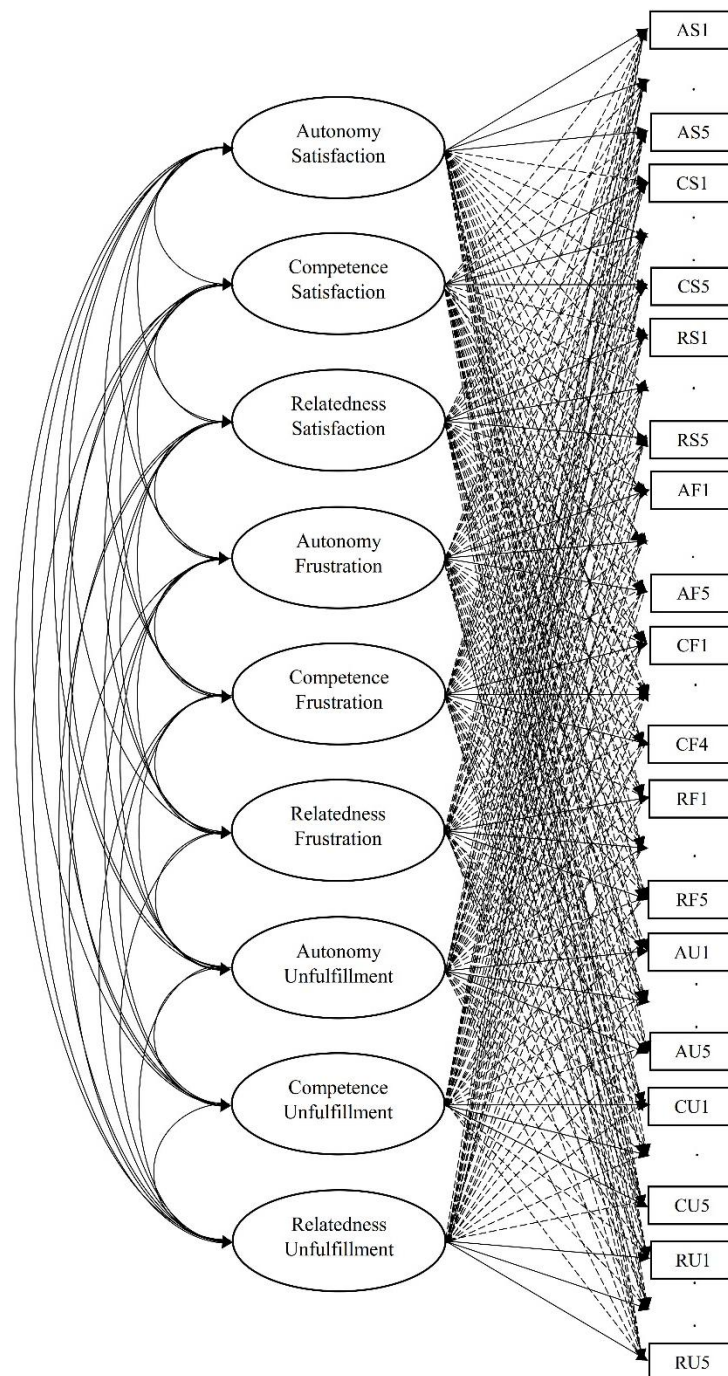 Autonomy
Satisfaction
Competence
Satisfaction
Relatedness
Satisfaction
Autonomy
Frustration
Competence
Frustration
Relatedness
Frustration
Autonomy
Unfulfillment
Competence
Unfulfillment
Relatedness
Unfulfillment
AS1
.
AS5
CS1
.
CS5
RS1
.
RS5
AF1
.
AF5
CF1
.
CF4
RF1
.
RF5
AU1
.
AU5
CU1
.
CU5
RU1
.
RU5